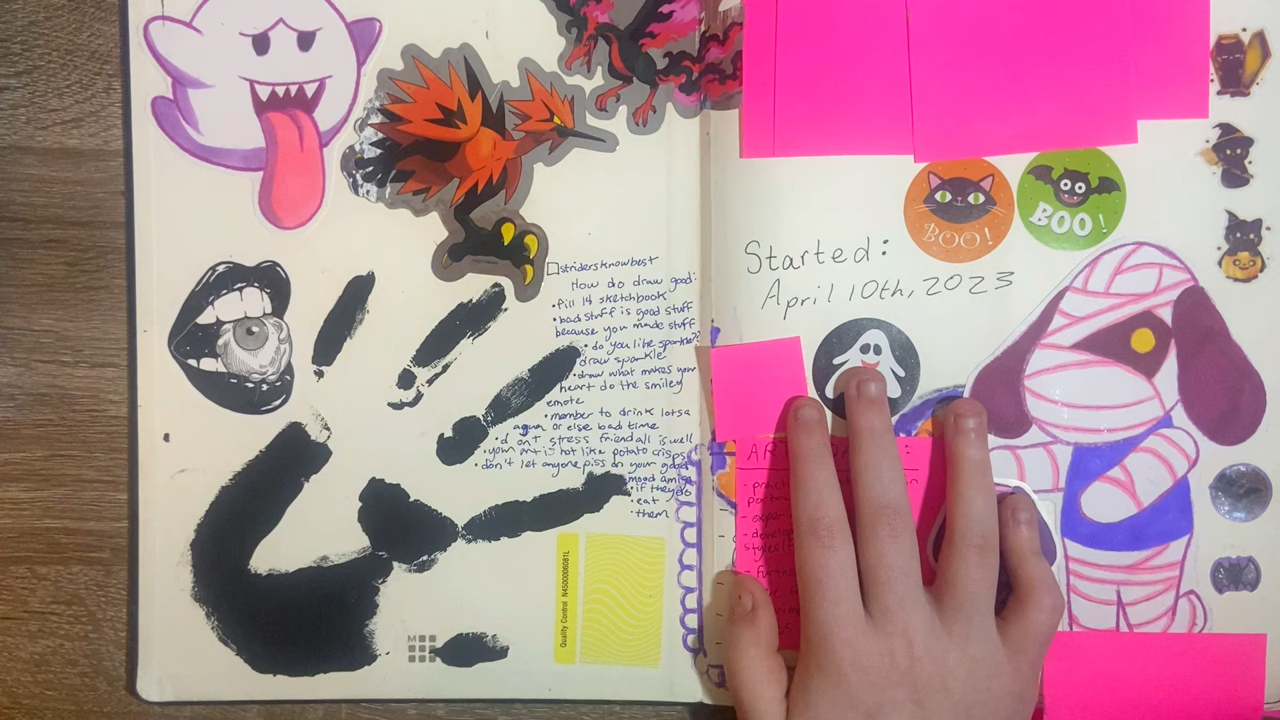 □stridersknowbest
How do draw good:
•fill 14 sketchbook
•bad stuff is good stuff
because you made stuff
•do you like sparkle??
draw sparkle
•draw what makes your
heart do the smiley
emote
•member to drink lotsa
agua or else bad time
•dont stress friend all is well
•your art is hot like potato crisps
•don't let anyone piss on your good
mood amigo
•if they do
•eat
•them
Quality Control N4500006081L
M
BOO!
BOO!
Started:
April 10th, 2023